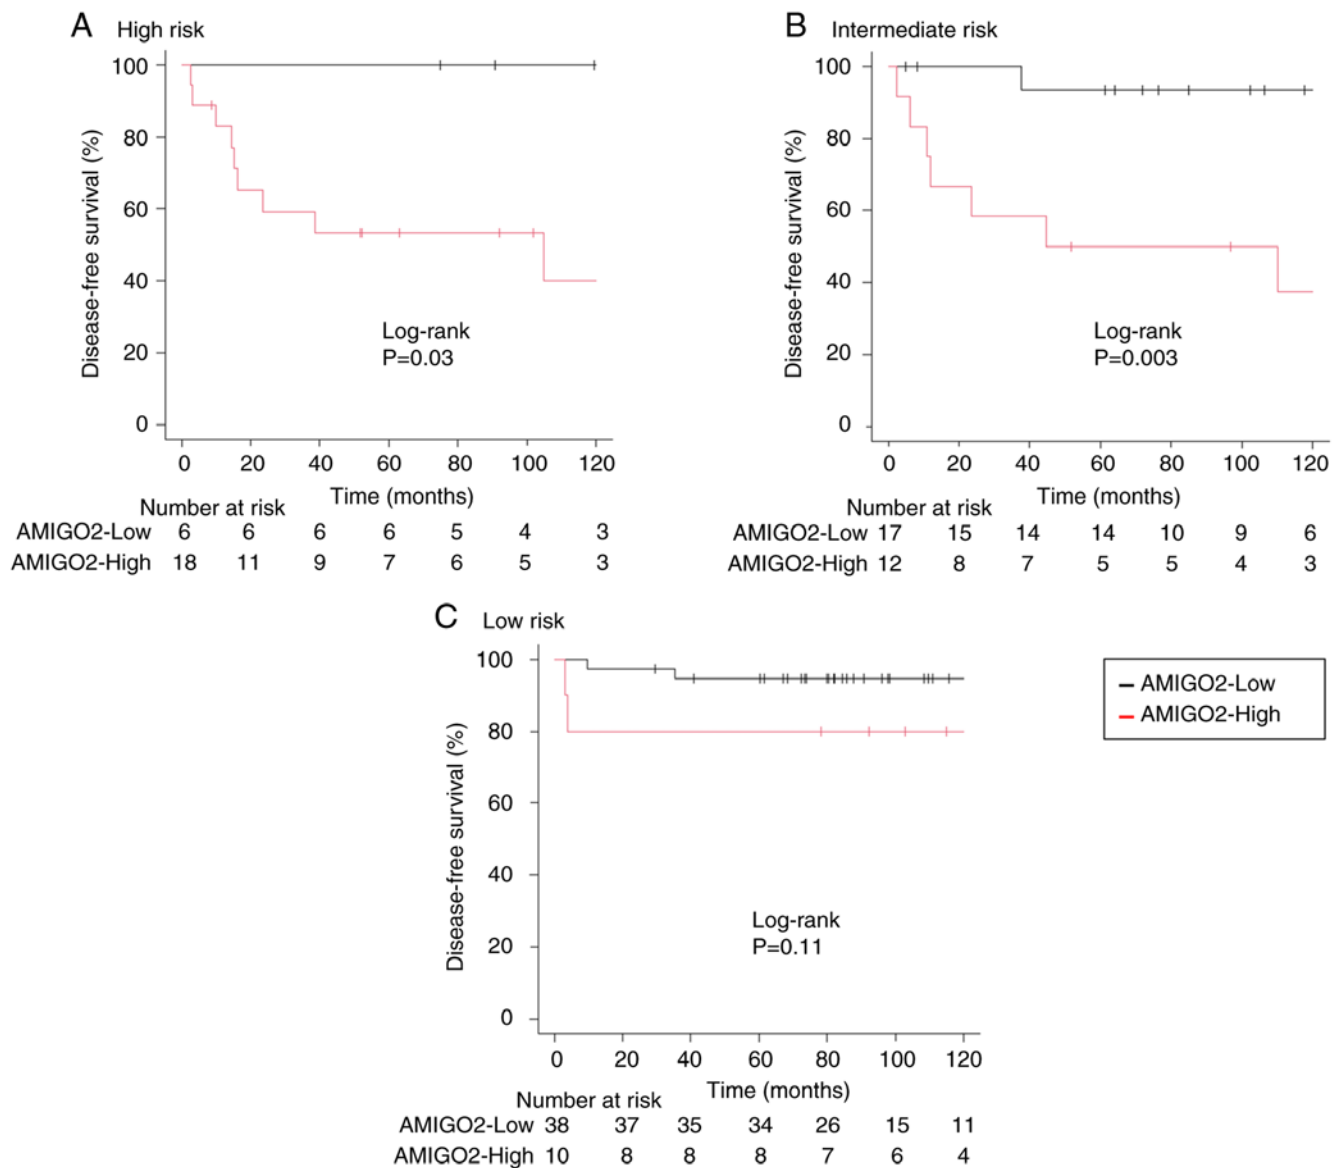 A High risk
100
80
60
40
20
0
Disease-free survival (%)
Log-rank
P=0.03
0 20 40 60 80 100 120
Time (months)
Number at risk
AMIGO2-Low 6 6 6 6 5 4 3
AMIGO2-High 18 11 9 7 6 5 3
B Intermediate risk
100
80
60
40
20
0
Disease-free survival (%)
Log-rank
P=0.003
0 20 40 60 80 100 120
Time (months)
Number at risk
AMIGO2-Low 17 15 14 14 10 9 6
AMIGO2-High 12 8 7 5 5 4 3
C Low risk
100
80
60
40
20
0
Disease-free survival (%)
Log-rank
P=0.11
0 20 40 60 80 100 120
Time (months)
Number at risk
AMIGO2-Low 38 37 35 34 26 15 11
AMIGO2-High 10 8 8 8 7 6 4
AMIGO2-Low
AMIGO2-High